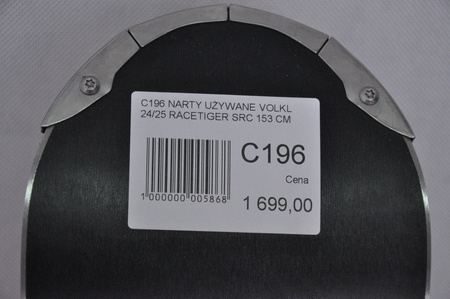 C196 NARTY UŻYWANE VOLKL
24/25 RACETIGER SRC 153 CM
C196
Cena
1 699,00
1 000000 005868